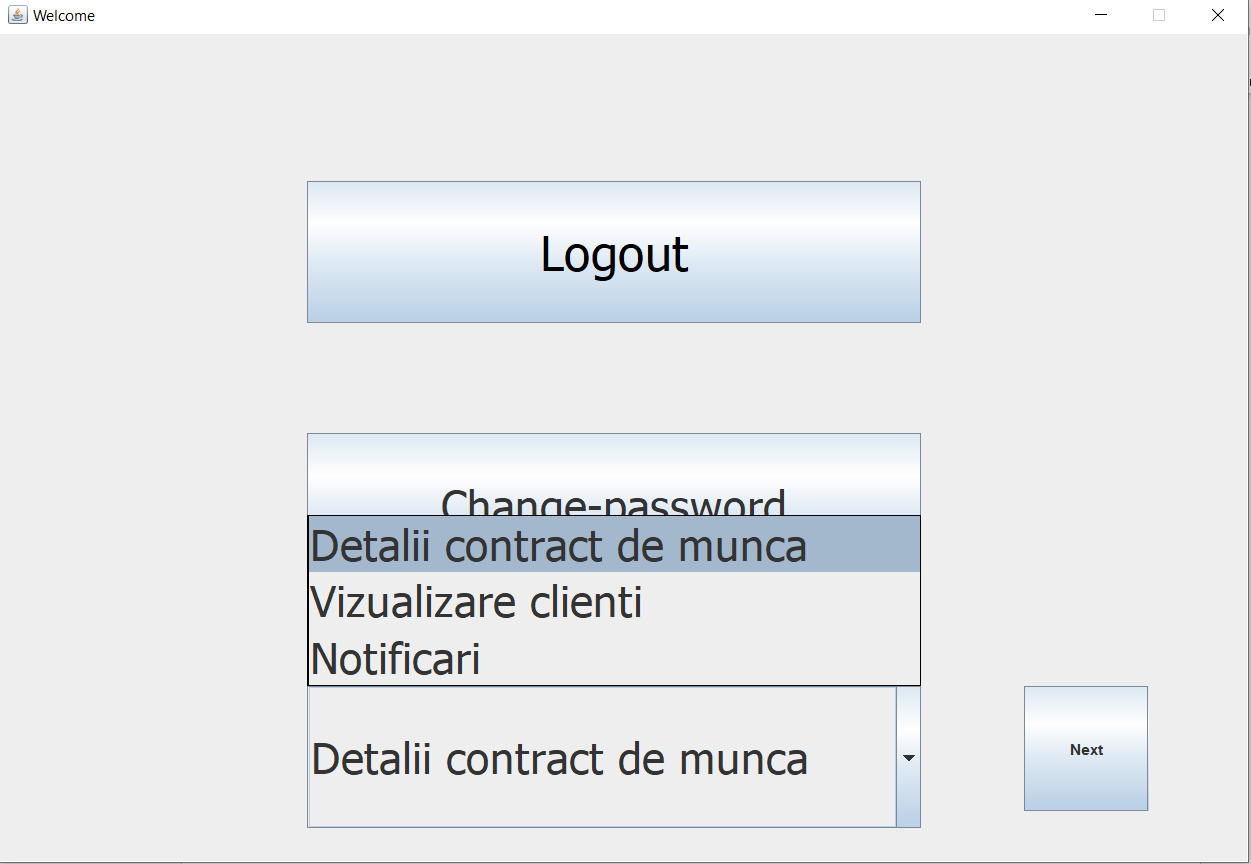 Welcome
Logout
Change-password
Detalii contract de munca
Vizualizare clienti
Notificari
Detalii contract de munca
Next